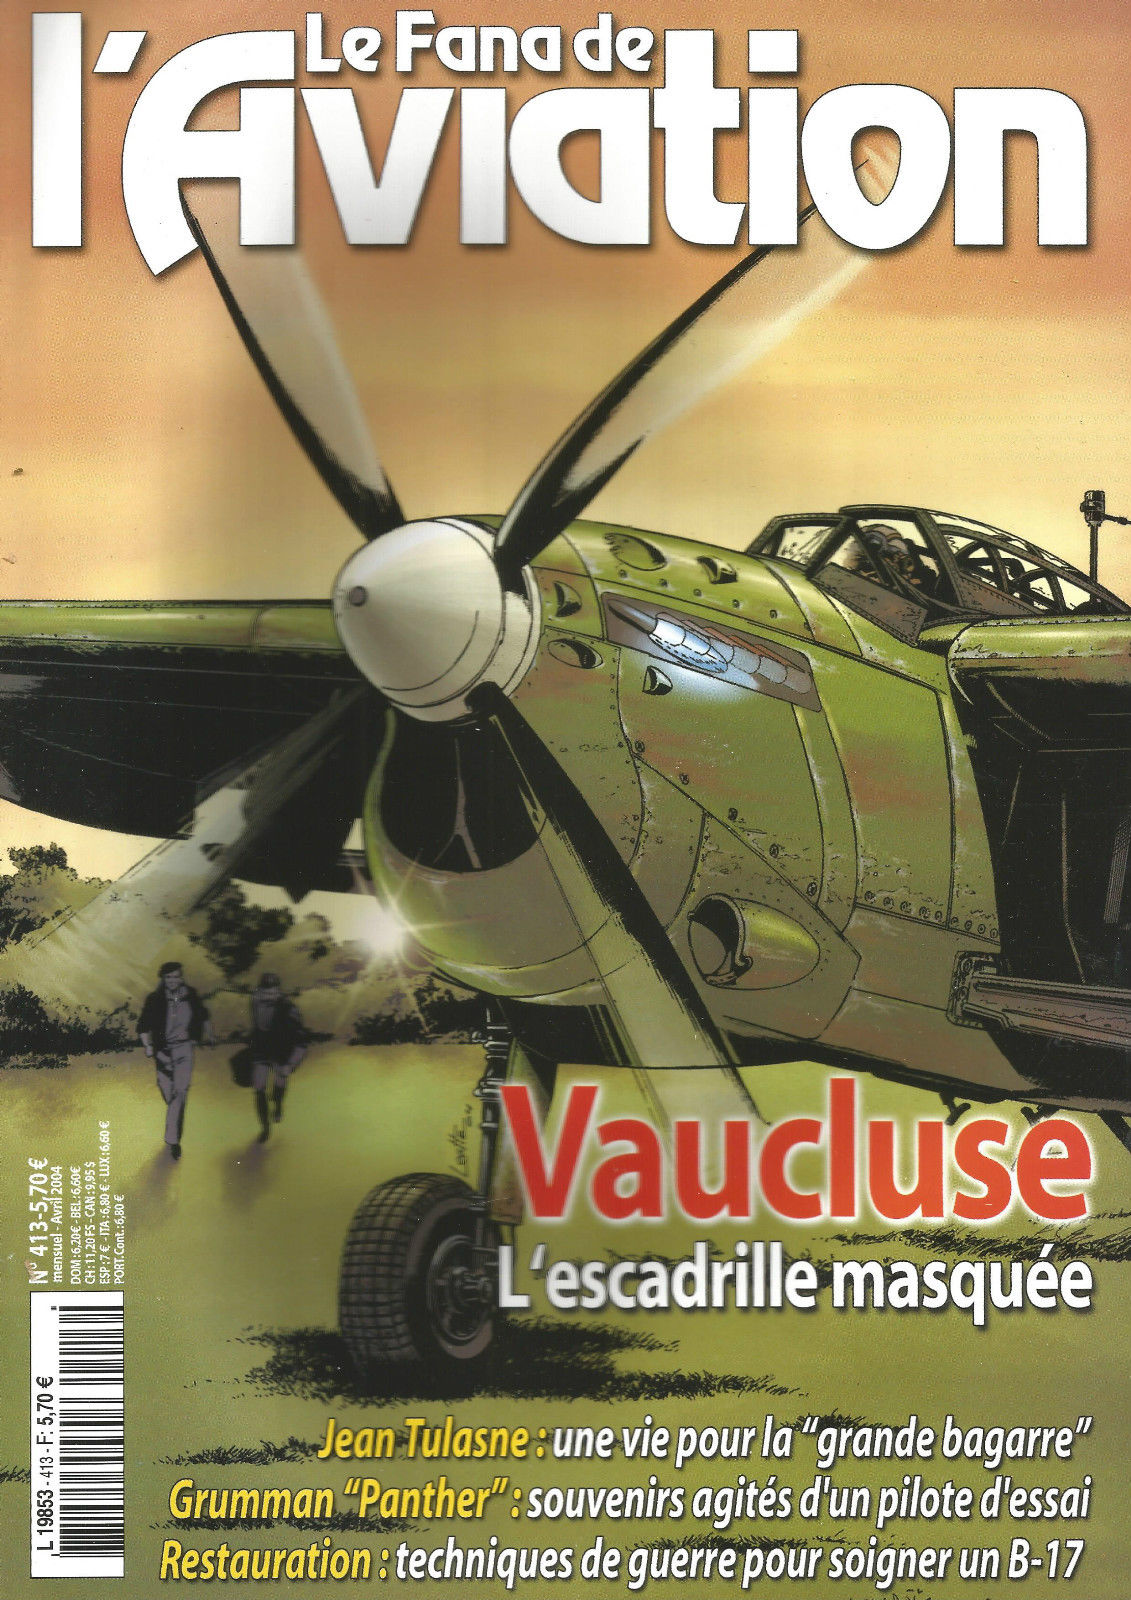 Le Fana de
l'Aviation
Vaucluse
L'escadrille masquée
Jean Tulasne : une vie pour la "grande bagarre"
Grumman "Panther" : souvenirs agités d'un pilote d'essai
Restauration : techniques de guerre pour soigner un B-17
N° 413-5,70 €
mensuel - Avril 2004
DOM : 6,20€ - BEL : 6,60€
CH : 11,20 FS - CAN : 9,95 $
ESP : 7 € - ITA : 6,80 € - LUX : 6,60 €
PORT. Cont. : 6,80 €
L 19853 - 413 - F: 5,70 €